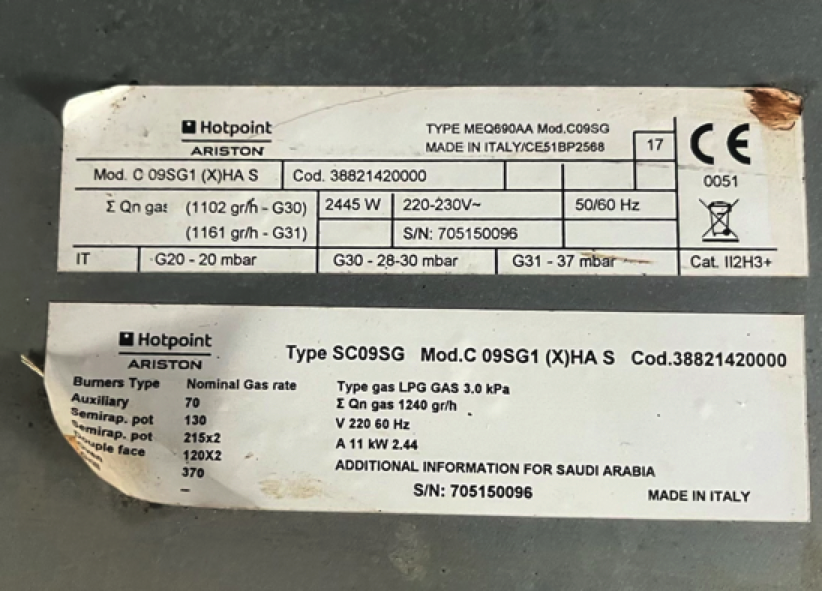 Hotpoint
ARISTON
TYPE MEQ690AA Mod.C09SG
MADE IN ITALY/CE51BP2568
17
CE
0051
Mod. C 09SG1 (X)HA S
Cod. 38821420000
Σ Qn gas (1102 gr/h - G30)
2445 W
220-230V~
50/60 Hz
(1161 gr/h - G31)
S/N: 705150096
IT
G20 - 20 mbar
G30 - 28-30 mbar
G31 - 37 mbar
Cat. II2H3+
Hotpoint
ARISTON
Type SC09SG Mod.C 09SG1 (X)HA S Cod.38821420000
Burners Type Nominal Gas rate
Auxiliary 70
Semirap. pot 130
Semirap. pot 215x2
Double face 120X2
370
–
Type gas LPG GAS 3.0 kPa
Σ Qn gas 1240 gr/h
V 220 60 Hz
A 11 kW 2.44
ADDITIONAL INFORMATION FOR SAUDI ARABIA
S/N: 705150096
MADE IN ITALY